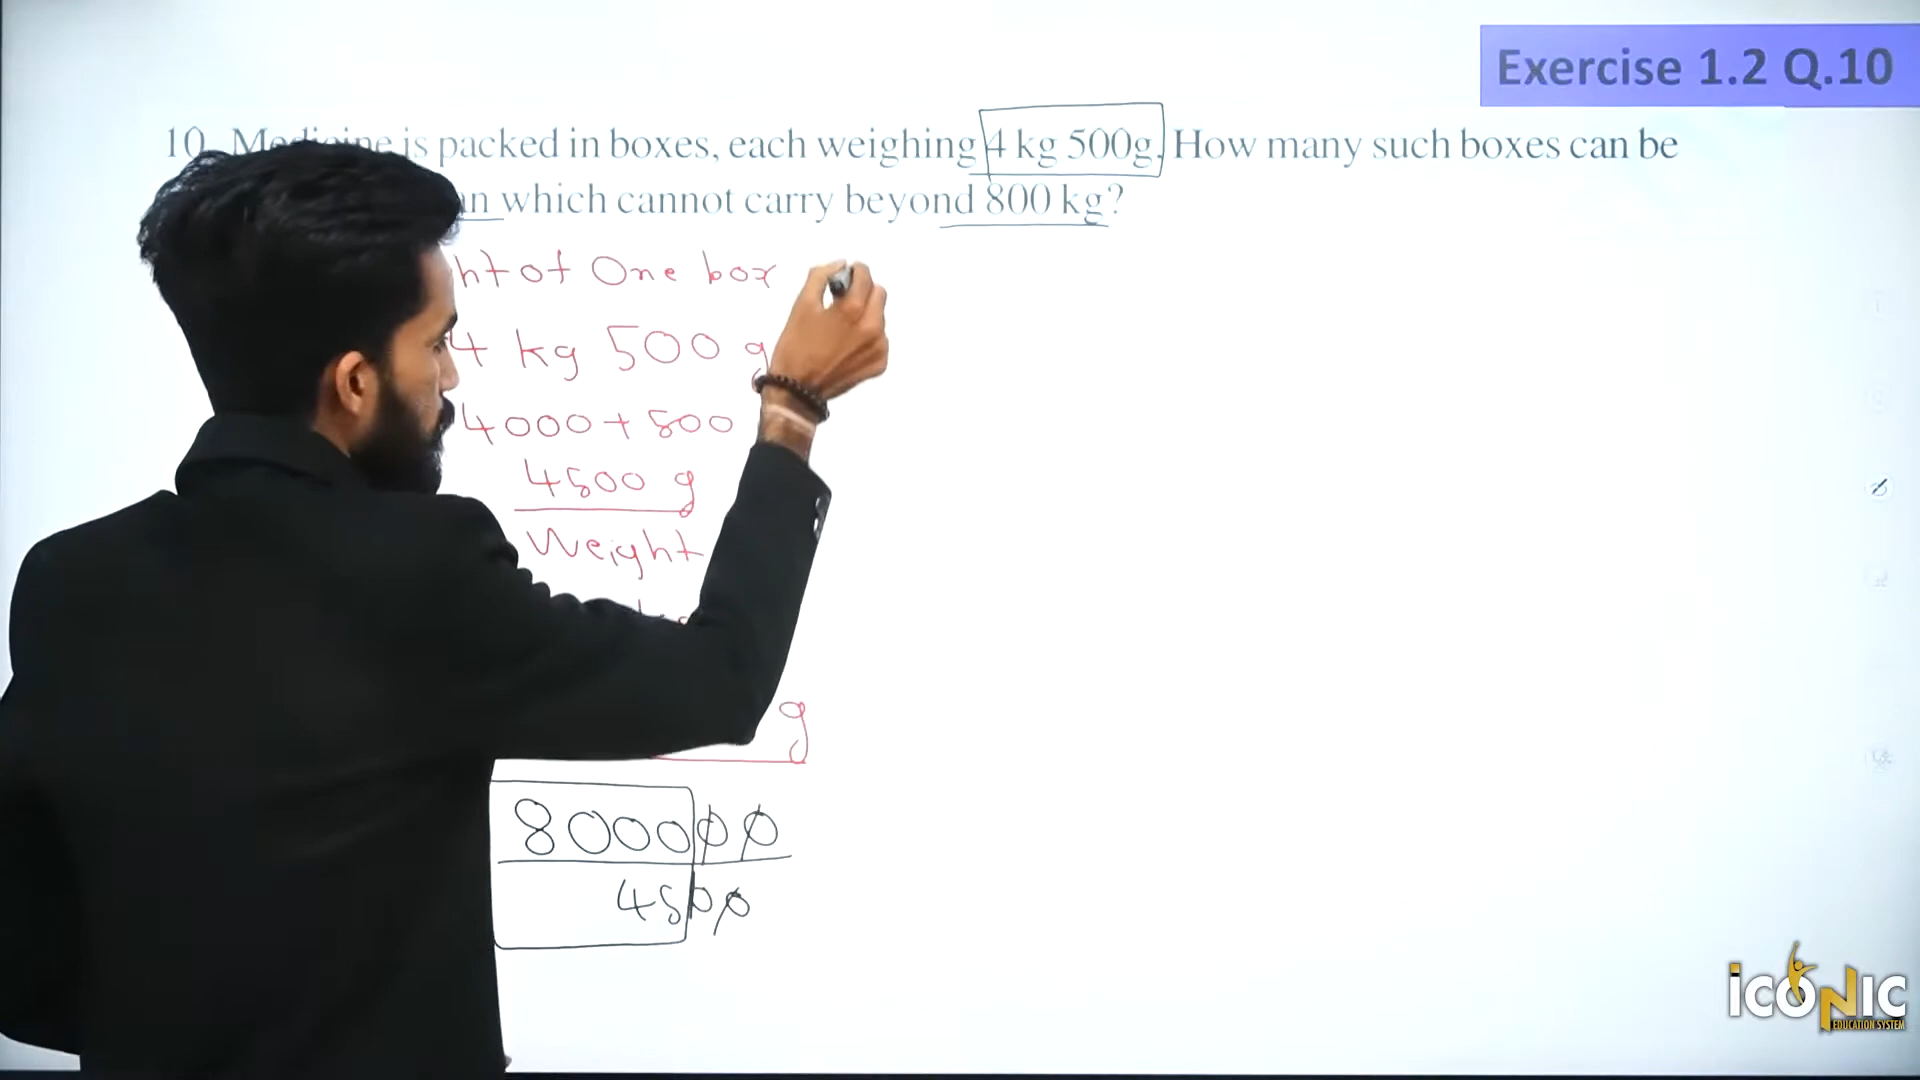 Exercise 1.2 Q.10
10. Medicine is packed in boxes, each weighing 4 kg 500g. How many such boxes can be
which cannot carry beyond 800 kg?
ht of One box
4 kg 500 g
4000 + 500
4500 g
Weight
g
800000
4500
ICONIC
EDUCATION SYSTEM